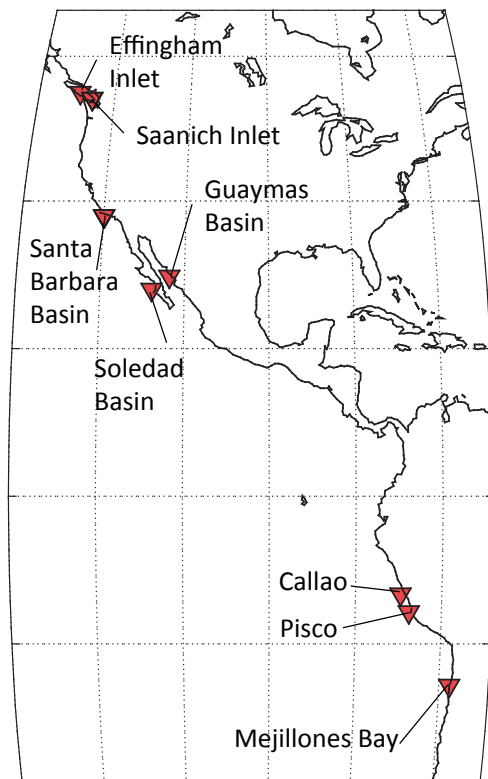 Effingham
Inlet
Saanich Inlet
Guaymas
Basin
Santa
Barbara
Basin
Soledad
Basin
Callao
Pisco
Mejillones Bay